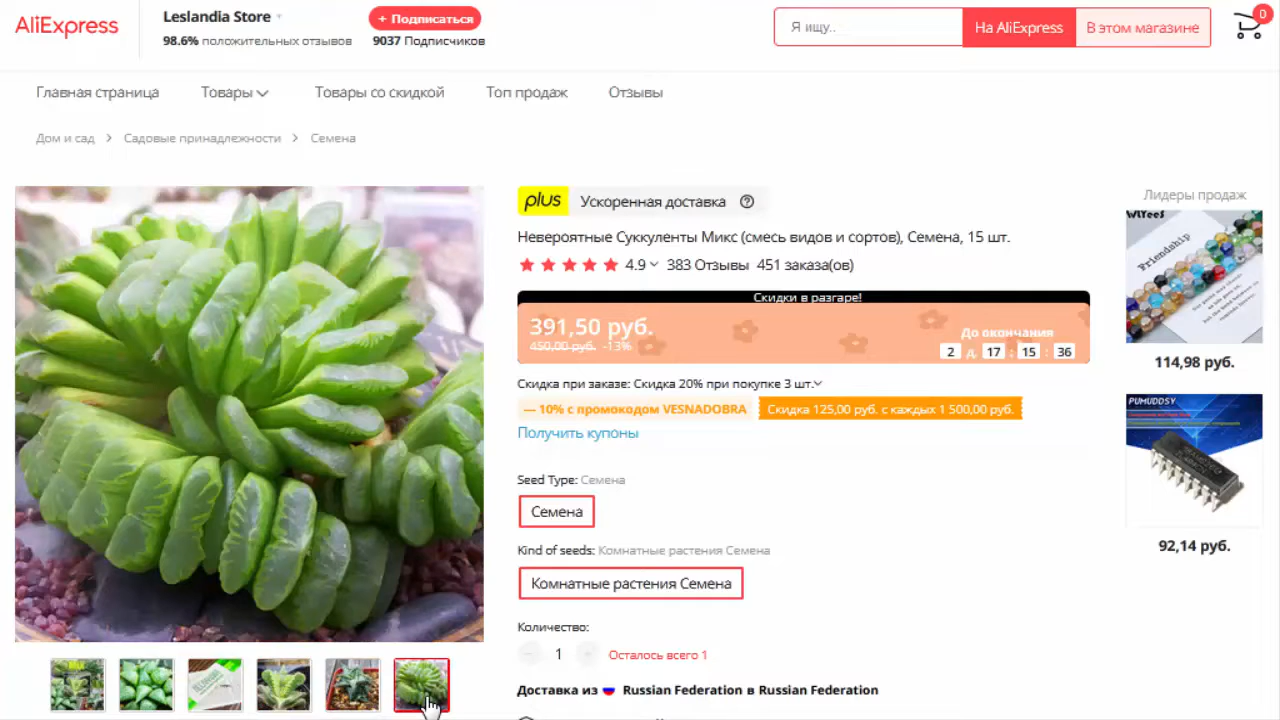 AliExpress
Leslandia Store
98.6% положительных отзывов
+ Подписаться
9037 Подписчиков
Я ищу..
На AliExpress
В этом магазине
0
Главная страница
Товары
Товары со скидкой
Топ продаж
Отзывы
Дом и сад > Садовые принадлежности > Семена
plus Ускоренная доставка
Невероятные Суккуленты Микс (смесь видов и сортов), Семена, 15 шт.
4.9 383 Отзывы 451 заказа(ов)
Скидки в разгаре!
391,50 руб.
450,00 руб. -13%
До окончания
2 д. 17 : 15 : 36
Скидка при заказе: Скидка 20% при покупке 3 шт.
— 10% с промокодом VESNADOBRA
Скидка 125,00 руб. с каждых 1 500,00 руб.
Получить купоны
Seed Type: Семена
Семена
Kind of seeds: Комнатные растения Семена
Комнатные растения Семена
Количество:
1
Осталось всего 1
Доставка из Russian Federation в Russian Federation
Лидеры продаж
WLYeeS
Friendship
114,98 руб.
PUMUDDSY
92,14 руб.